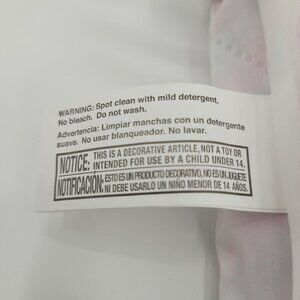 WARNING: Spot clean with mild detergent.
No bleach. Do not wash.
Advertencia: Limpiar manchas con un detergente
suave. No usar blanqueador. No lavar.
NOTICE: THIS IS A DECORATIVE ARTICLE, NOT A TOY OR
INTENDED FOR USE BY A CHILD UNDER 14.
NOTIFICACIÓN: ESTO ES UN PRODUCTO DECORATIVO, NO ES UN JUGUETE
NI DEBE USARLO UN NIÑO MENOR DE 14 AÑOS.